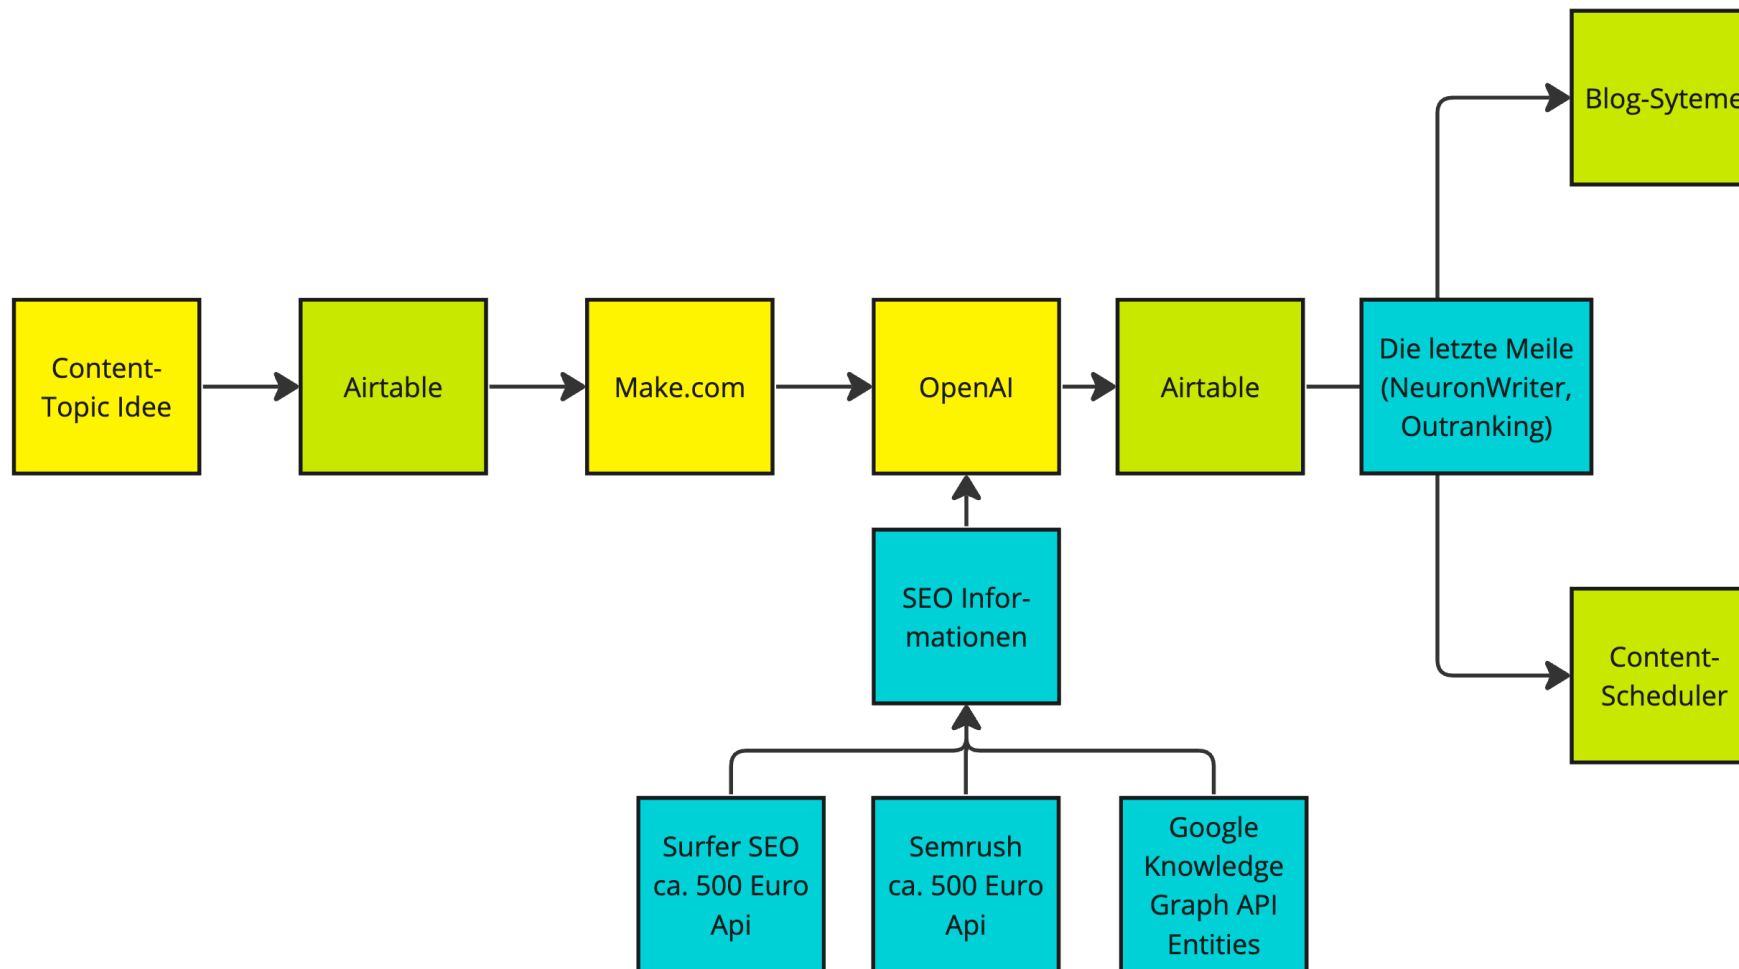 Blog-Syteme
Content-
Topic Idee
Airtable
Make.com
OpenAI
Airtable
Die letzte Meile
(NeuronWriter,
Outranking)
SEO Infor-
mationen
Content-
Scheduler
Surfer SEO
ca. 500 Euro
Api
Semrush
ca. 500 Euro
Api
Google
Knowledge
Graph API
Entities